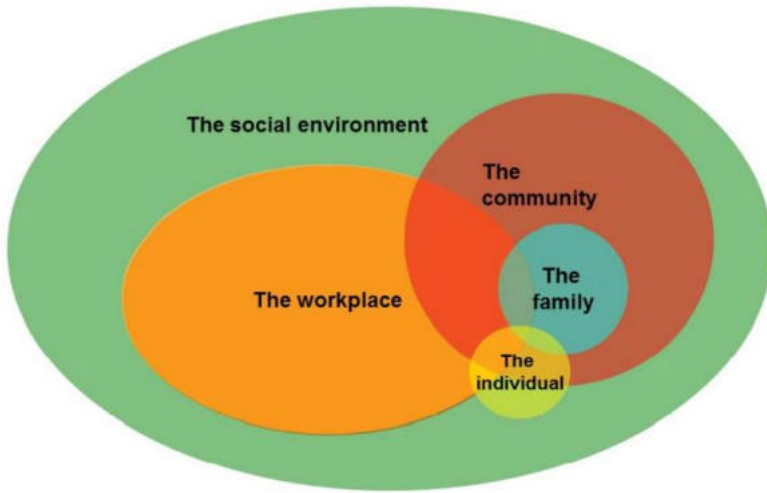 The social environment
The
community
The workplace
The
family
The
individual